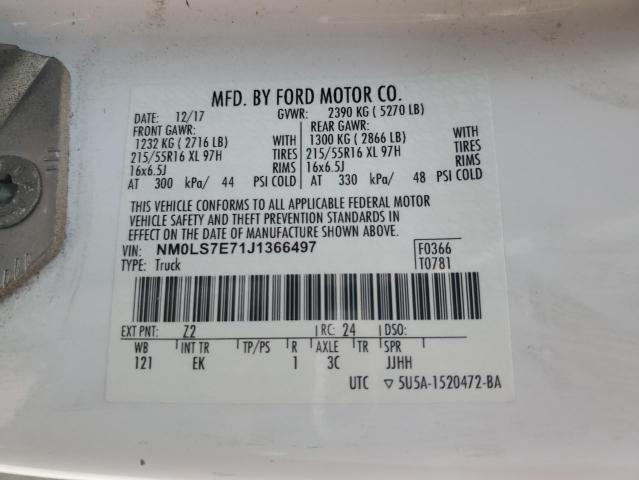 MFD. BY FORD MOTOR CO.
DATE: 12/17 GVWR: 2390 KG ( 5270 LB)
FRONT GAWR: REAR GAWR:
1232 KG ( 2716 LB) WITH 1300 KG ( 2866 LB) WITH
215/55R16 XL 97H TIRES 215/55R16 XL 97H TIRES
16x6.5J RIMS 16x6.5J RIMS
AT 300 kPa/ 44 PSI COLD AT 330 kPa/ 48 PSI COLD
THIS VEHICLE CONFORMS TO ALL APPLICABLE FEDERAL MOTOR
VEHICLE SAFETY AND THEFT PREVENTION STANDARDS IN
EFFECT ON THE DATE OF MANUFACTURE SHOWN ABOVE.
VIN: NM0LS7E71J1366497 F0366
TYPE: Truck T0781
EXT PNT: Z2 RC: 24 DSO:
WB INT TR TP/PS R AXLE TR SPR
121 EK 1 3C JJHH
UTC ▽ 5U5A-1520472-BA